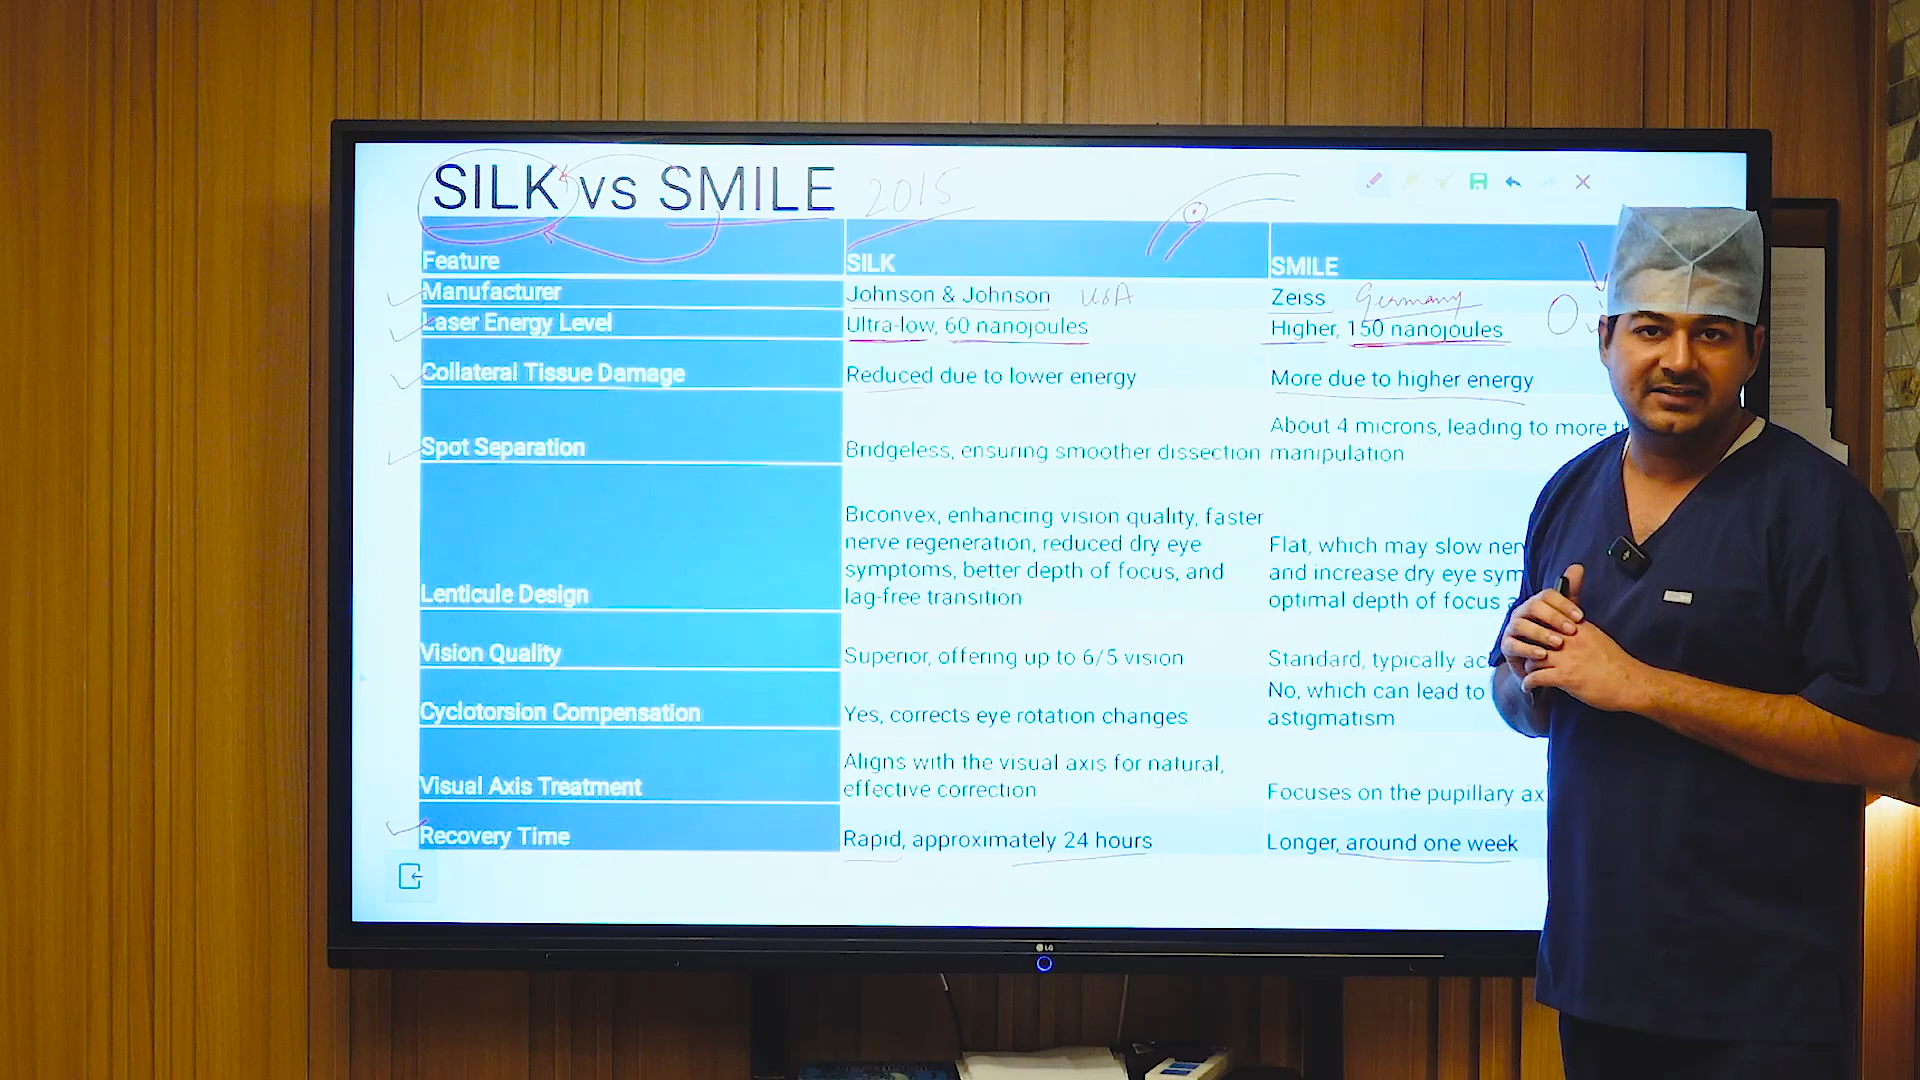 SILK vs SMILE 2015
Feature SILK SMILE
Manufacturer Johnson & Johnson USA Zeiss Germany
Laser Energy Level Ultra-low, 60 nanojoules Higher, 150 nanojoules
Collateral Tissue Damage Reduced due to lower energy More due to higher energy
About 4 microns, leading to more
Spot Separation Bridgeless, ensuring smoother dissection manipulation
Biconvex, enhancing vision quality, faster
nerve regeneration, reduced dry eye Flat, which may slow
symptoms, better depth of focus, and and increase dry eye
Lenticule Design lag-free transition optimal depth of focus
Vision Quality Superior, offering up to 6/5 vision Standard, typically
No, which can lead to
Cyclotorsion Compensation Yes, corrects eye rotation changes astigmatism
Aligns with the visual axis for natural,
Visual Axis Treatment effective correction Focuses on the pupillary
Recovery Time Rapid, approximately 24 hours Longer, around one week
LG